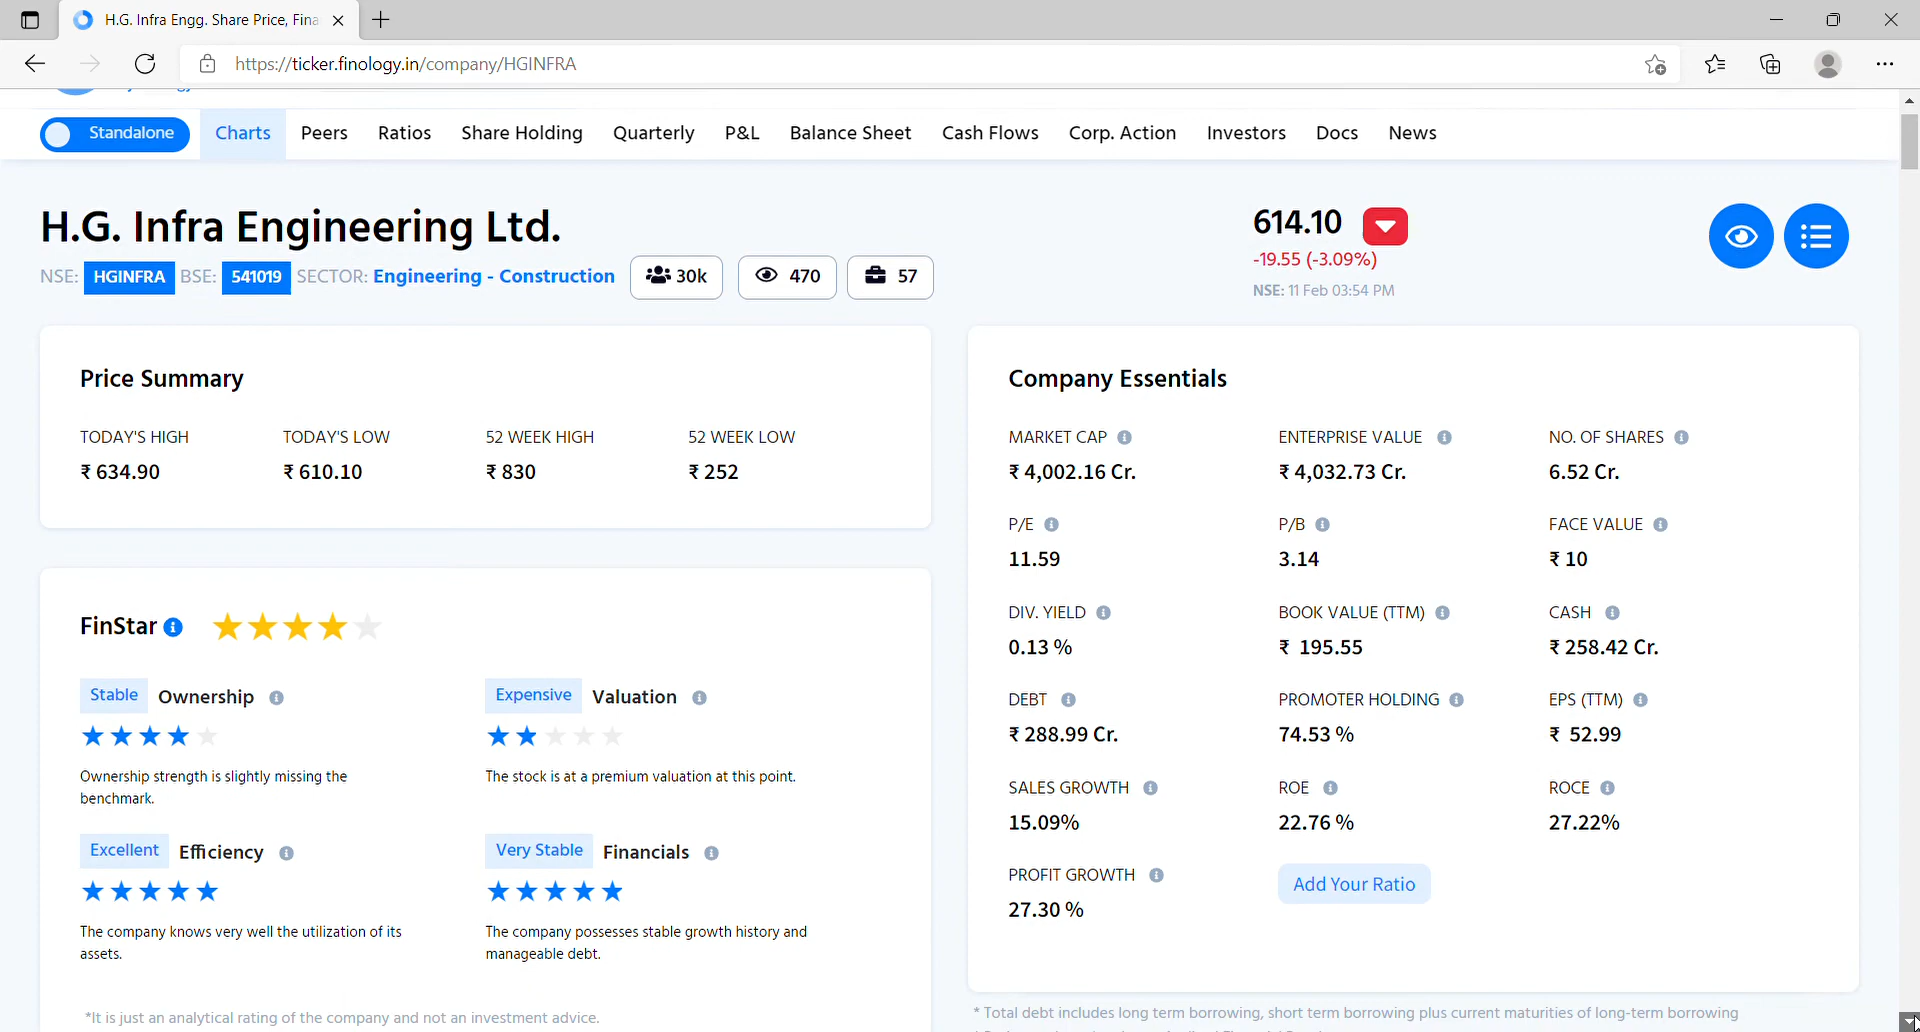 H.G. Infra Engg. Share Price, Fina
https://ticker.finology.in/company/HGINFRA
Standalone Charts Peers Ratios Share Holding Quarterly P&L Balance Sheet Cash Flows Corp. Action Investors Docs News
H.G. Infra Engineering Ltd.
NSE: HGINFRA BSE: 541019 SECTOR: Engineering - Construction 30k 470 57
614.10
-19.55 (-3.09%)
NSE: 11 Feb 03:54 PM
Price Summary
TODAY'S HIGH TODAY'S LOW 52 WEEK HIGH 52 WEEK LOW
₹ 634.90 ₹ 610.10 ₹ 830 ₹ 252
FinStar
Stable Ownership
Ownership strength is slightly missing the
benchmark.
Expensive Valuation
The stock is at a premium valuation at this point.
Excellent Efficiency
The company knows very well the utilization of its
assets.
Very Stable Financials
The company possesses stable growth history and
manageable debt.
*It is just an analytical rating of the company and not an investment advice.
Company Essentials
MARKET CAP ENTERPRISE VALUE NO. OF SHARES
₹ 4,002.16 Cr. ₹ 4,032.73 Cr. 6.52 Cr.
P/E P/B FACE VALUE
11.59 3.14 ₹ 10
DIV. YIELD BOOK VALUE (TTM) CASH
0.13 % ₹ 195.55 ₹ 258.42 Cr.
DEBT PROMOTER HOLDING EPS (TTM)
₹ 288.99 Cr. 74.53 % ₹ 52.99
SALES GROWTH ROE ROCE
15.09% 22.76 % 27.22%
PROFIT GROWTH
27.30 %
Add Your Ratio
* Total debt includes long term borrowing, short term borrowing plus current maturities of long-term borrowing